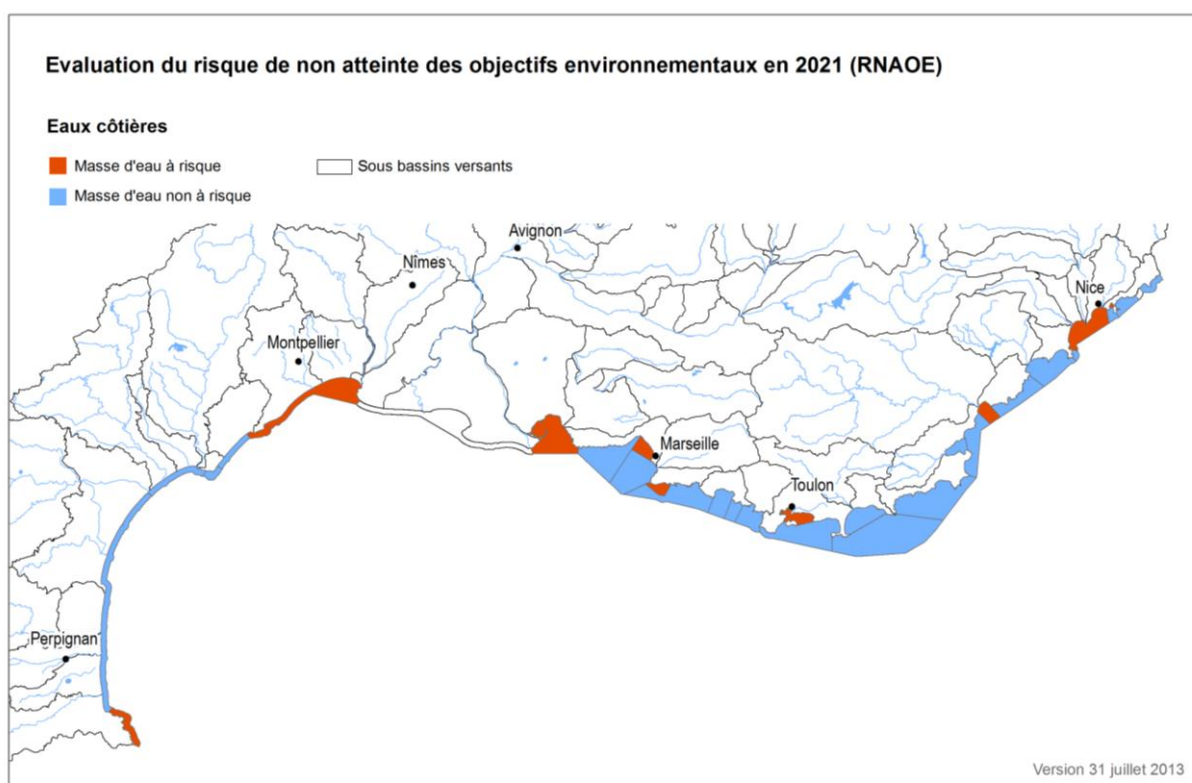 Evaluation du risque de non atteinte des objectifs environnementaux en 2021 (RNAOE)
Eaux côtières
Masse d'eau à risque
Sous bassins versants
Masse d'eau non à risque
Avignon
Nîmes
Nice
Montpellier
Marseille
Toulon
Perpignan
Version 31 juillet 2013